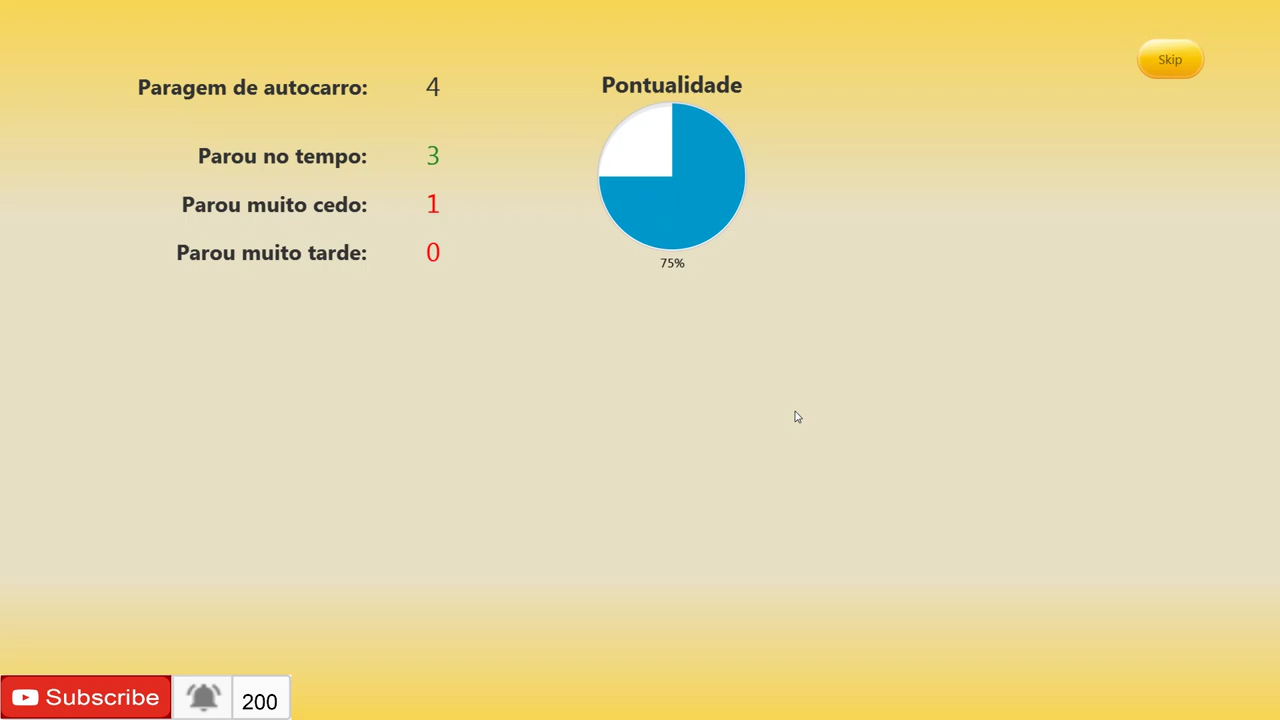 Skip
Paragem de autocarro: 4
Parou no tempo: 3
Parou muito cedo: 1
Parou muito tarde: 0
Pontualidade
75%
Subscribe
200